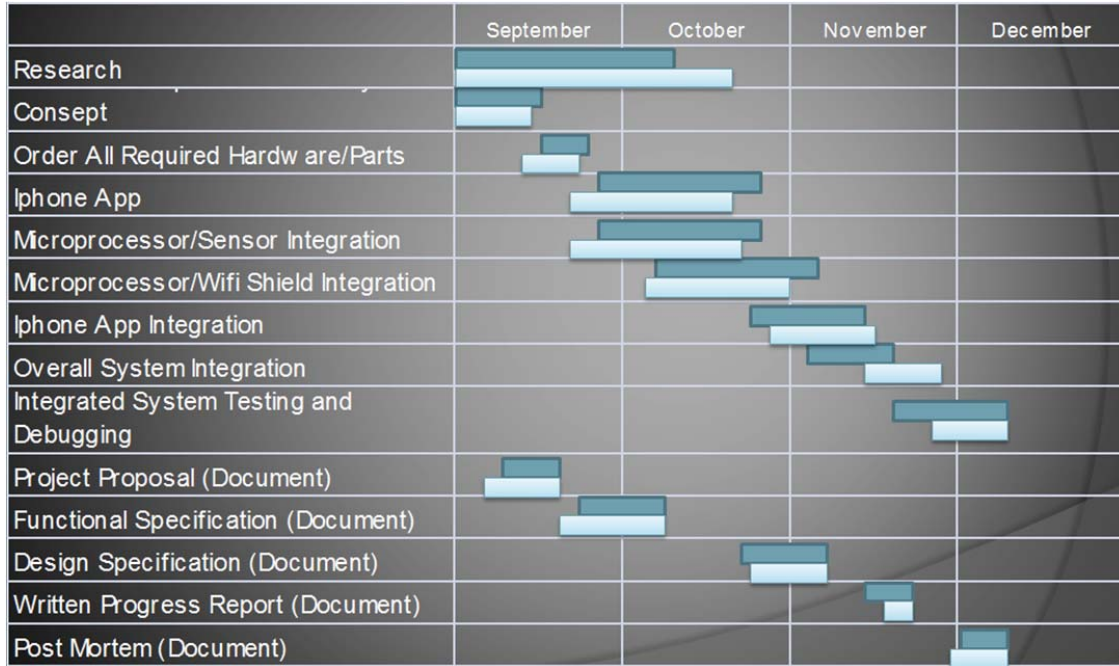 September October November December
Research
Consept
Order All Required Hardware/Parts
Iphone App
Microprocessor/Sensor Integration
Microprocessor/Wifi Shield Integration
Iphone App Integration
Overall System Integration
Integrated System Testing and
Debugging
Project Proposal (Document)
Functional Specification (Document)
Design Specification (Document)
Written Progress Report (Document)
Post Mortem (Document)